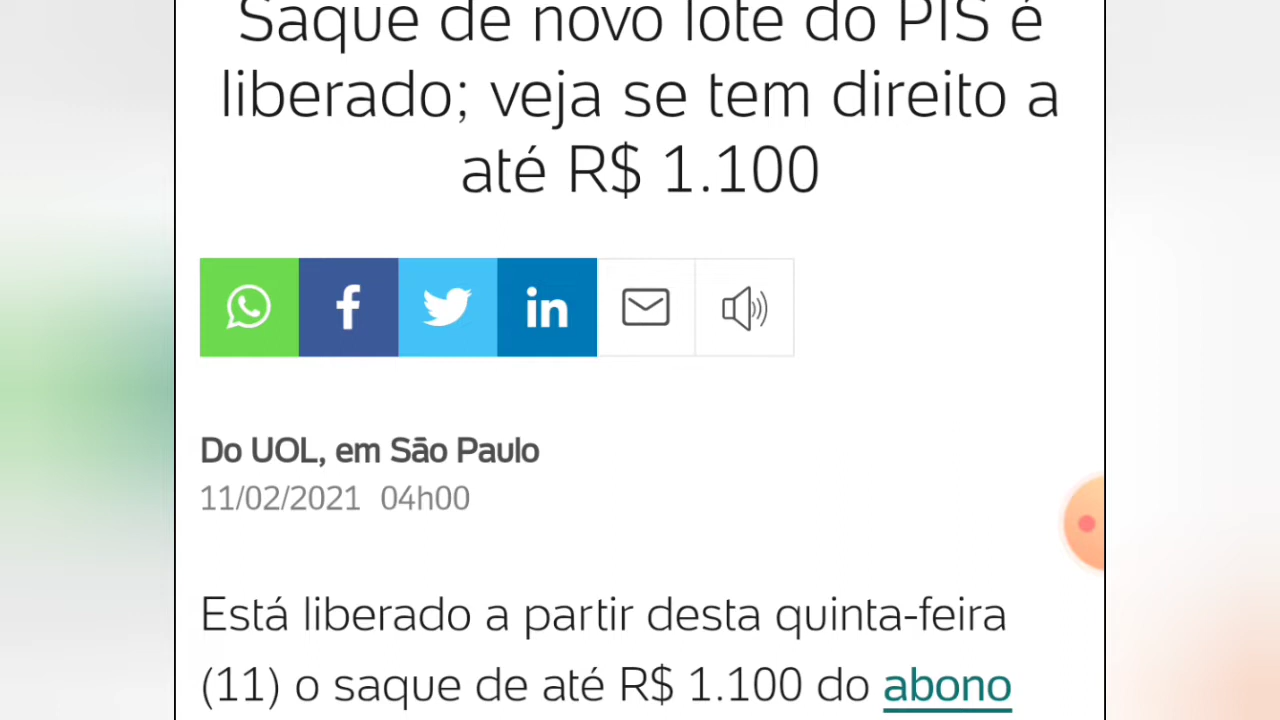 Saque de novo lote do PIS é
liberado; veja se tem direito a
até R$ 1.100
f
in
Do UOL, em São Paulo
11/02/2021 04h00
Está liberado a partir desta quinta-feira
(11) o saque de até R$ 1.100 do abono